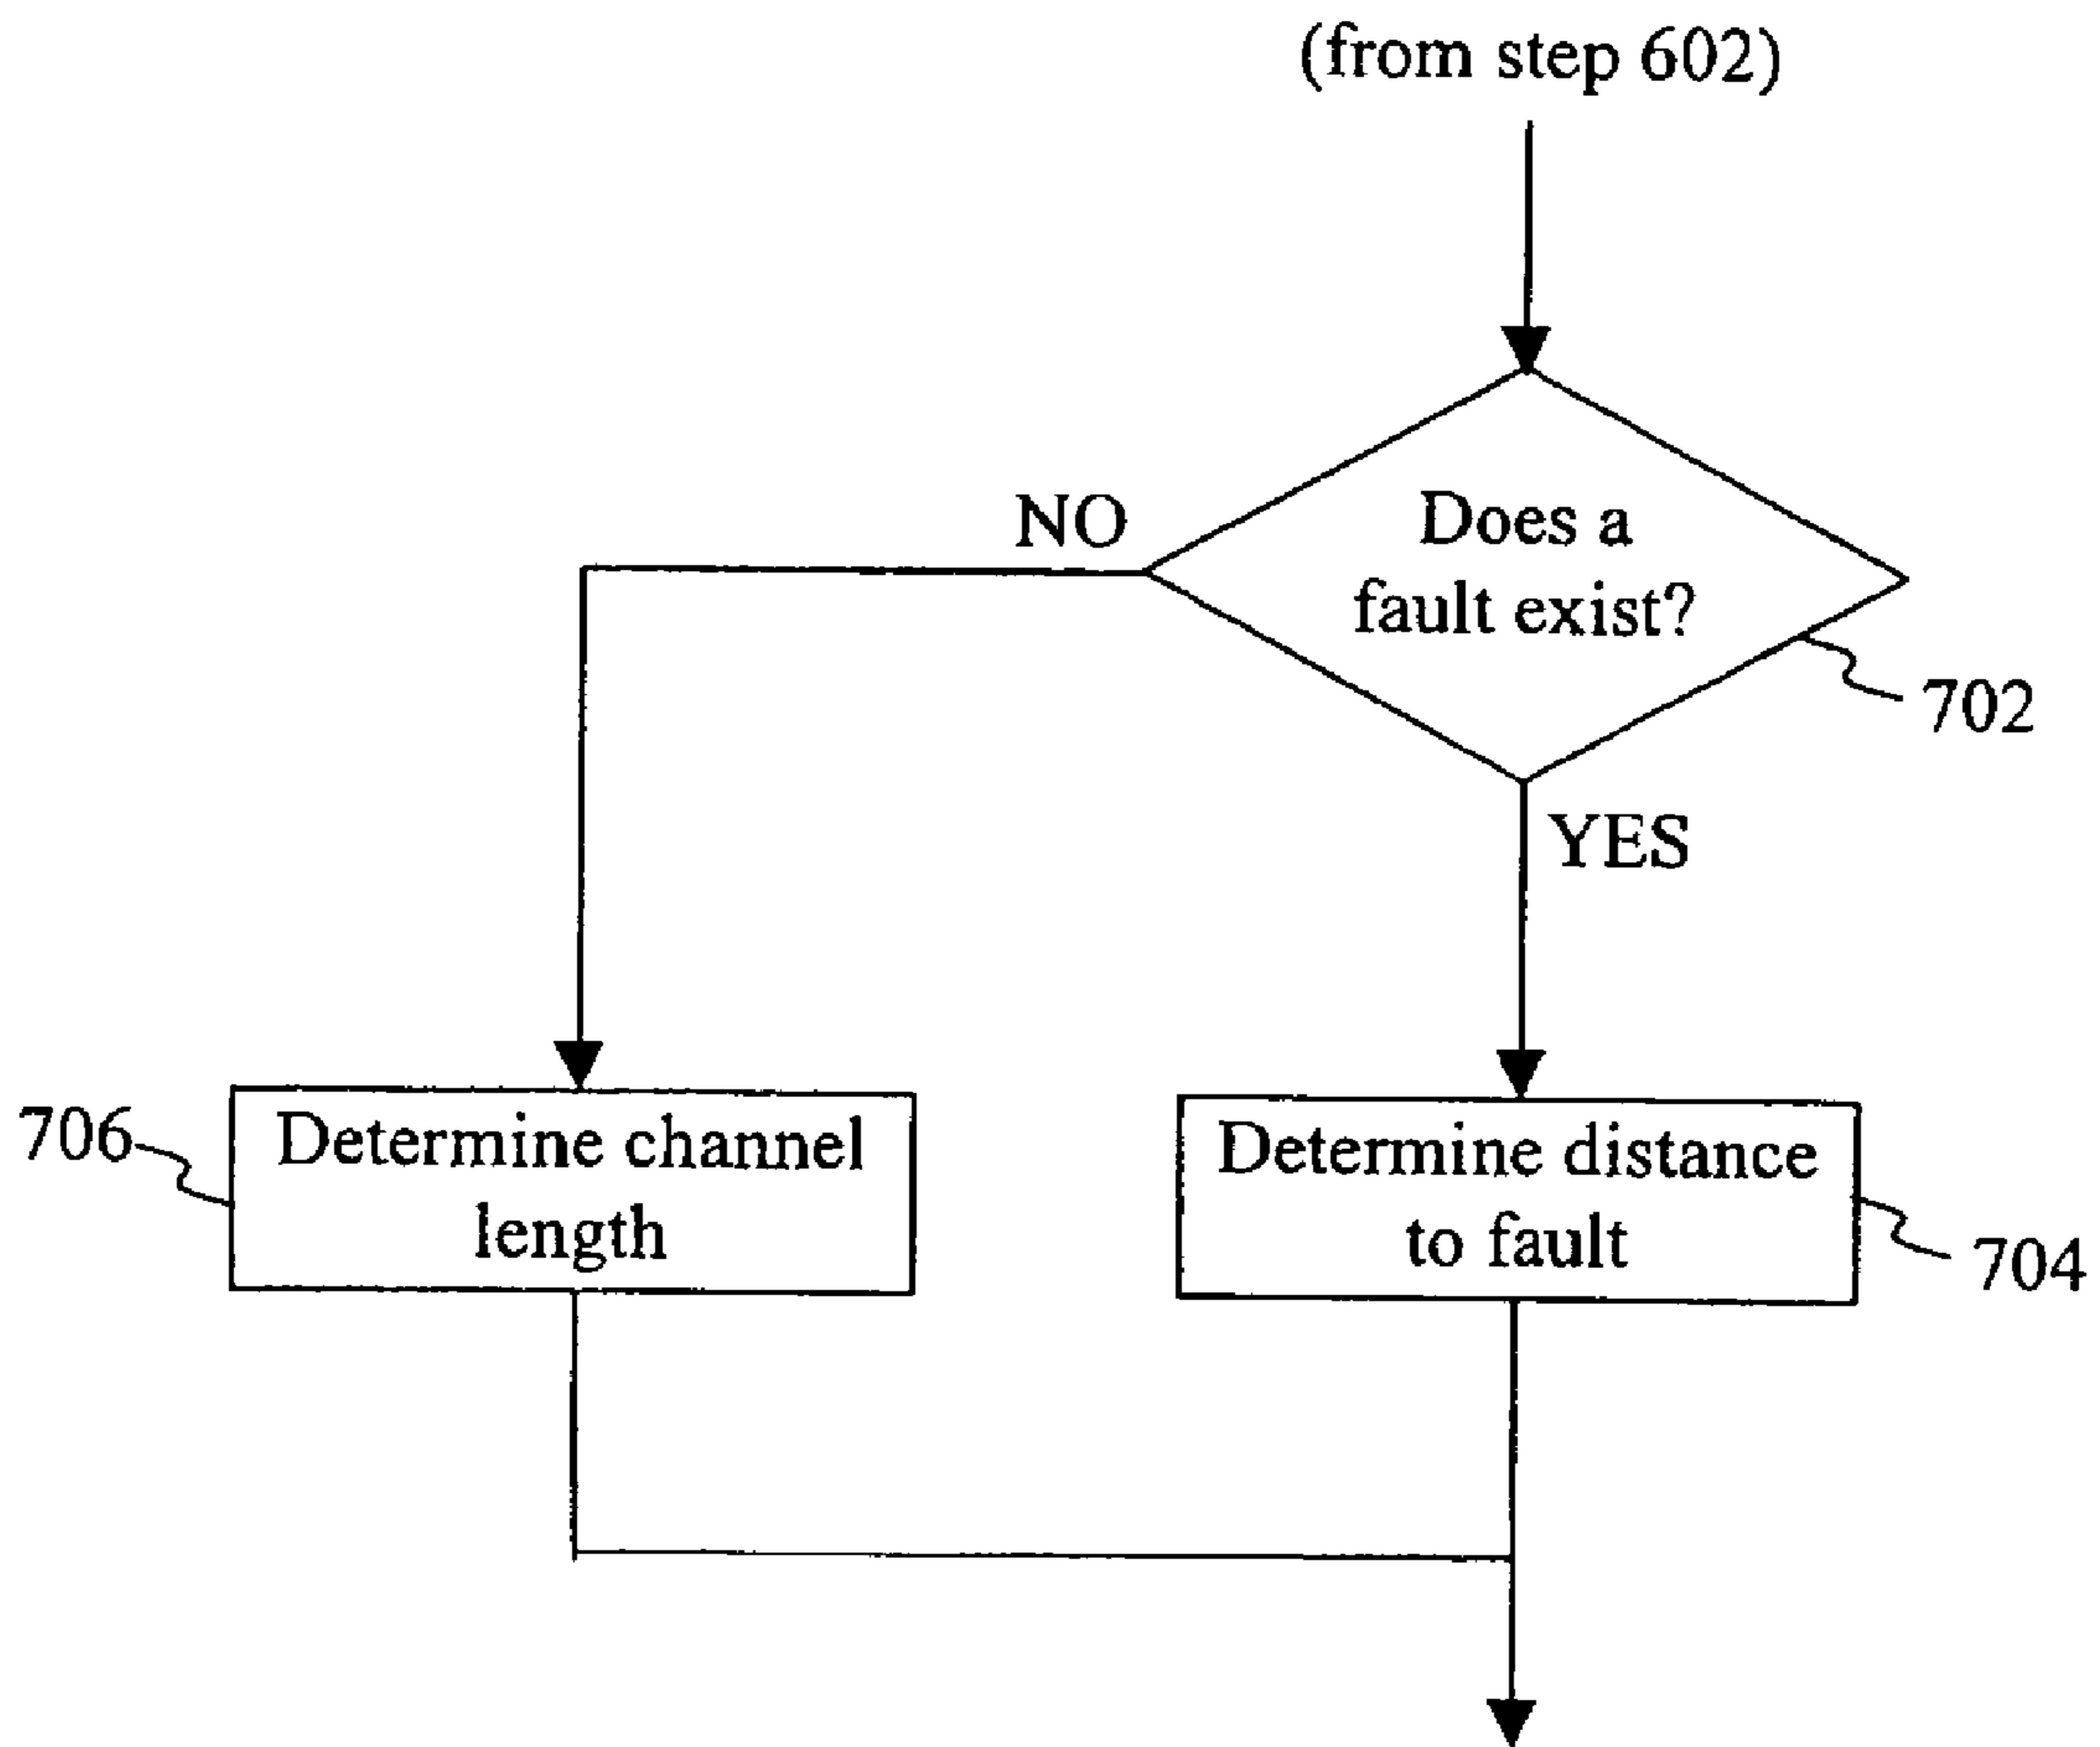 (from step 602)
NO
Does a
fault exist?
702
YES
706
Determine channel
length
Determine distance
to fault
704